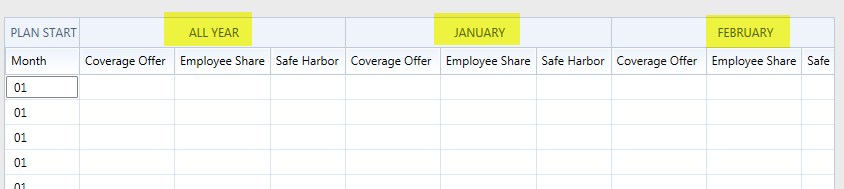 PLAN START ALL YEAR JANUARY FEBRUARY
Month Coverage Offer Employee Share Safe Harbor Coverage Offer Employee Share Safe Harbor Coverage Offer Employee Share Safe
01
01
01
01
01